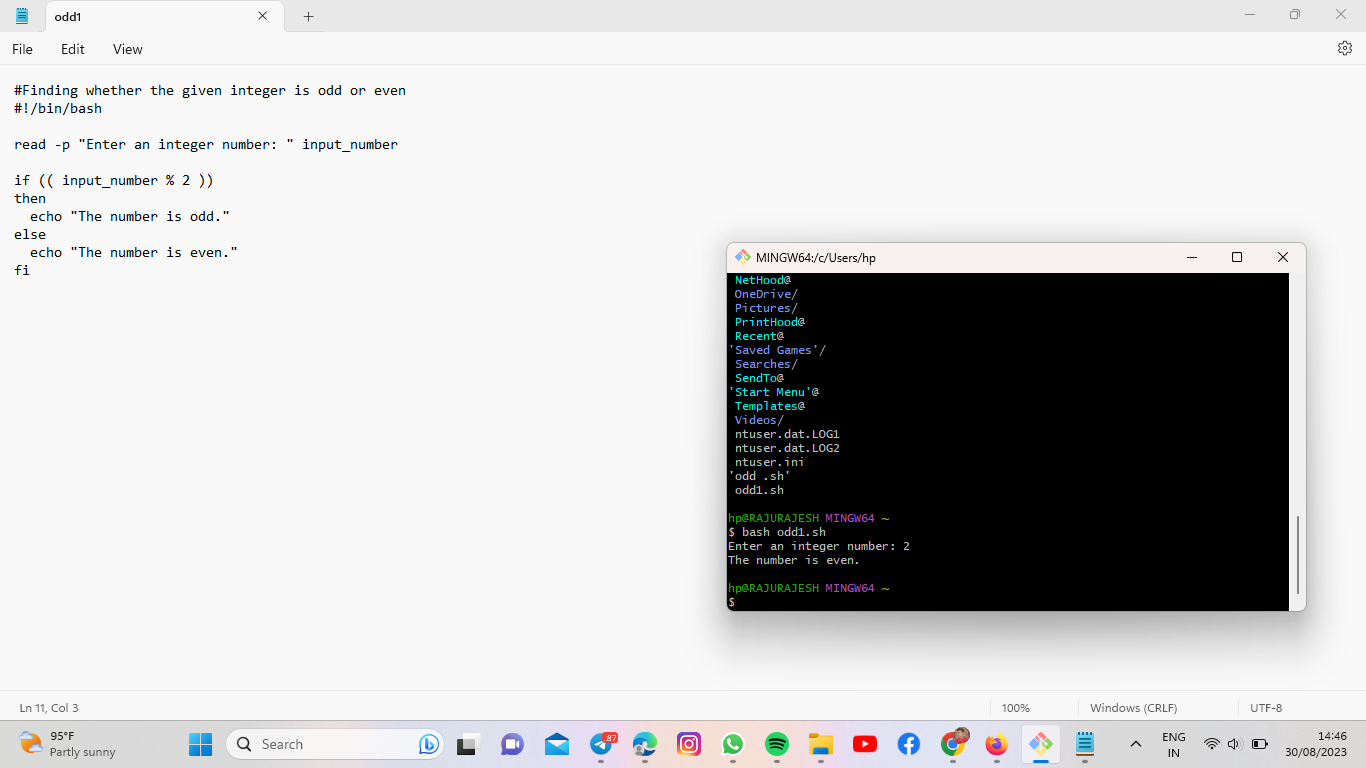 odd1
File Edit View
#Finding whether the given integer is odd or even
#!/bin/bash
read -p "Enter an integer number: " input_number
if (( input_number % 2 ))
then
echo "The number is odd."
else
echo "The number is even."
fi
MINGW64:/c/Users/hp
NetHood@
OneDrive/
Pictures/
PrintHood@
Recent@
'Saved Games'/
Searches/
SendTo@
'Start Menu'@
Templates@
Videos/
ntuser.dat.LOG1
ntuser.dat.LOG2
ntuser.ini
'odd .sh'
odd1.sh
hp@RAJURAJESH MINGW64 ~
$ bash odd1.sh
Enter an integer number: 2
The number is even.
hp@RAJURAJESH MINGW64 ~
$
Ln 11, Col 3 100% Windows (CRLF) UTF-8
95°F
Partly sunny
Search
87
ENG
IN
14:46
30/08/2023